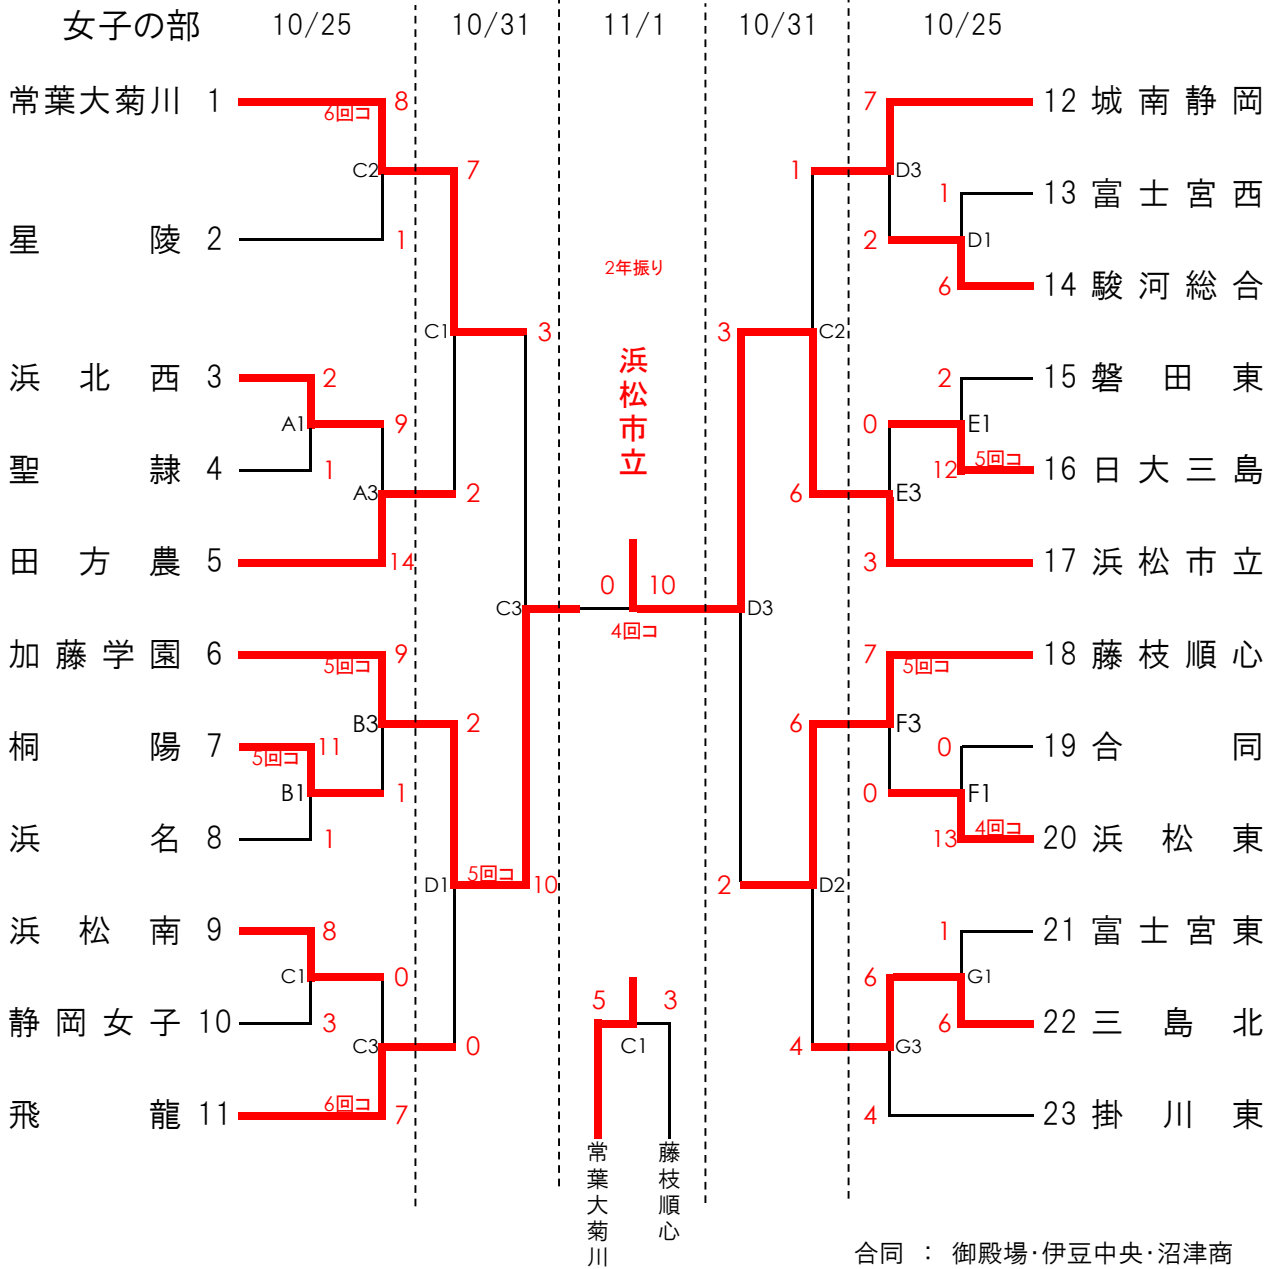 女子の部 10/25 10/31 11/1 10/31 10/25
常葉大菊川 1 6回コ 8
C2
星陵 2 1
7
C1
浜北西 3 2
A1
聖隷 4 1
9
A3
田方農 5 14
2
3
C3
加藤学園 6 5回コ 9
B3
桐陽 7 5回コ 11
B1
浜名 8 1
1
2
D1
5回コ 10
浜松南 9 8
C1
静岡女子 10 3
0
C3
飛龍 11 6回コ 7
0
2年振り
浜松市立
0 10
4回コ
5 3
C1
常葉大菊川
藤枝順心
7 12 城南静岡
D3
1 13 富士宮西
D1
6 14 駿河総合
2
1
C2
2 15 磐田東
E1
12 5回コ 16 日大三島
0
E3
3 17 浜松市立
6
3
D3
7 5回コ 18 藤枝順心
F3
0 19 合同
F1
13 4回コ 20 浜松東
0
6
D2
2
1 21 富士宮東
G1
6 22 三島北
6
G3
4 23 掛川東
4
合同 : 御殿場・伊豆中央・沼津商